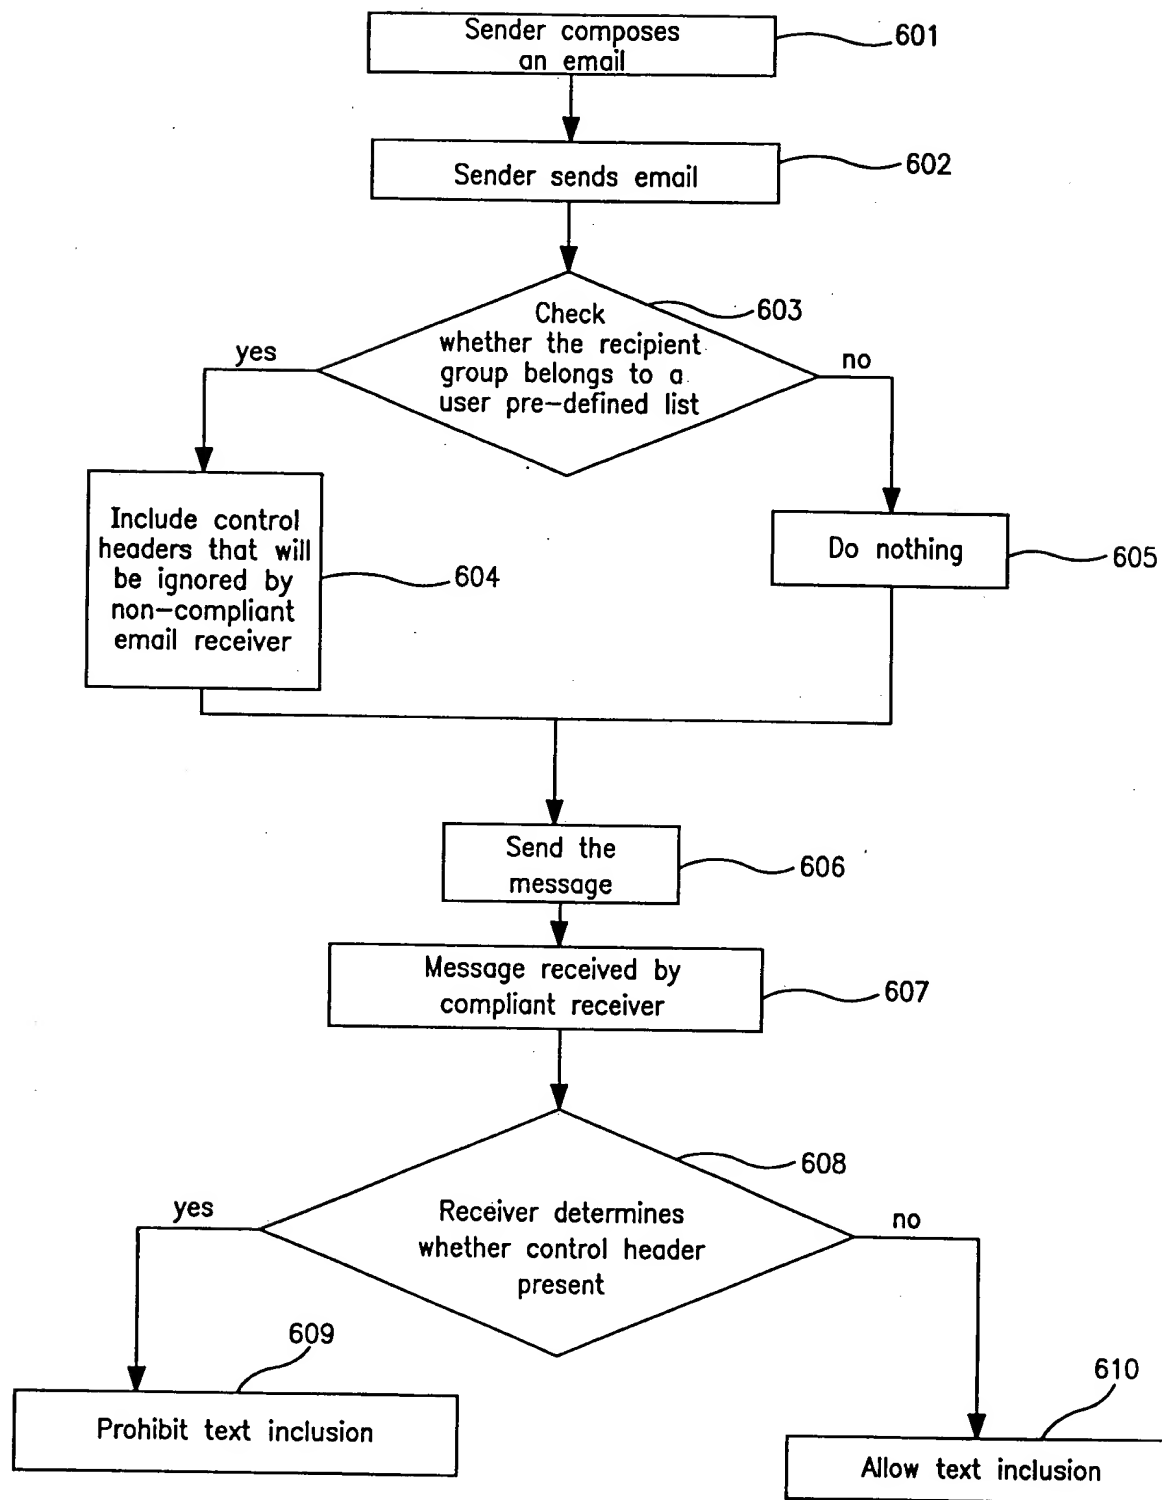 Sender composes
an email
601
Sender sends email
602
Check
whether the recipient
group belongs to a
user pre-defined list
603
yes
no
Include control
headers that will
be ignored by
non-compliant
email receiver
604
Do nothing
605
Send the
message
606
Message received by
compliant receiver
607
Receiver determines
whether control header
present
608
yes
no
609
Prohibit text inclusion
610
Allow text inclusion